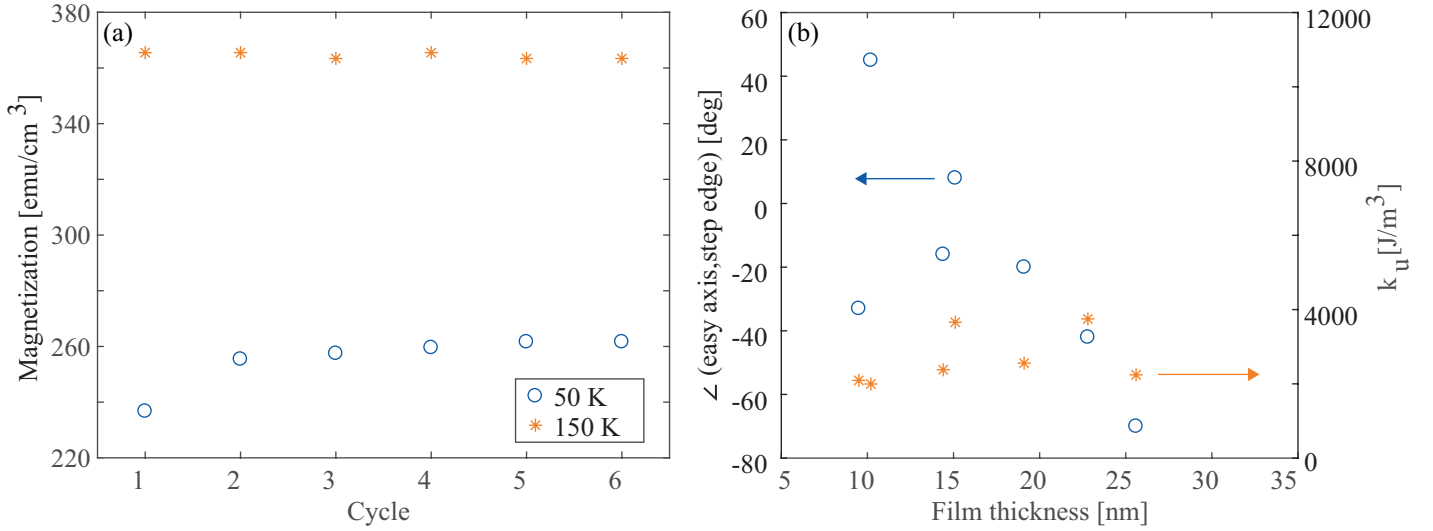 (a)
Magnetization [emu/cm^3]
380
340
300
260
220
1 2 3 4 5 6
Cycle
50 K
150 K
(b)
∠ (easy axis,step edge) [deg]
60
40
20
0
-20
-40
-60
-80
5 10 15 20 25 30 35
Film thickness [nm]
12000
8000
4000
0
k_u [J/m^3]